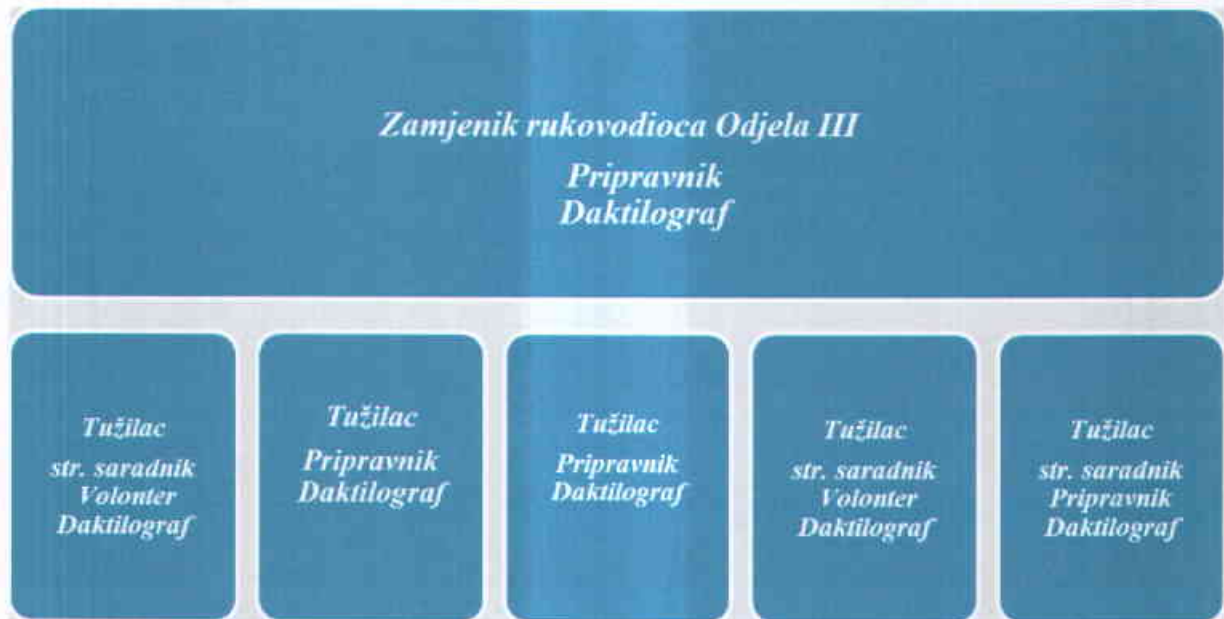 Zamjenik rukovodioca Odjela III
Pripravnik
Daktilograf
Tužilac
str. saradnik
Volonter
Daktilograf
Tužilac
Pripravnik
Daktilograf
Tužilac
Pripravnik
Daktilograf
Tužilac
str. saradnik
Volonter
Daktilograf
Tužilac
str. saradnik
Pripravnik
Daktilograf